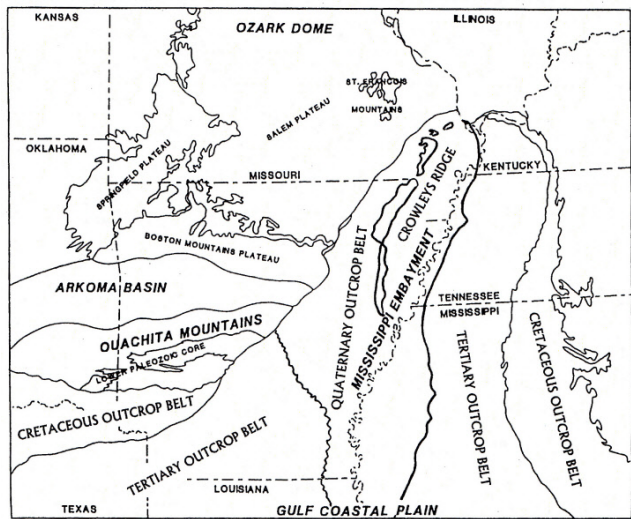 KANSAS
OZARK DOME
ILLINOIS
ST. FRANCOIS
MOUNTAINS
SALEM PLATEAU
OKLAHOMA
SPRINGFIELD PLATEAU
MISSOURI
KENTUCKY
CROWLEYS RIDGE
BOSTON MOUNTAINS PLATEAU
QUATERNARY OUTCROP BELT
MISSISSIPPI EMBAYMENT
ARKOMA BASIN
TENNESSEE
MISSISSIPPI
OUACHITA MOUNTAINS
LOWER PALEOZOIC CORE
TERTIARY OUTCROP BELT
CRETACEOUS OUTCROP BELT
CRETACEOUS OUTCROP BELT
TERTIARY OUTCROP BELT
LOUISIANA
TEXAS
GULF COASTAL PLAIN